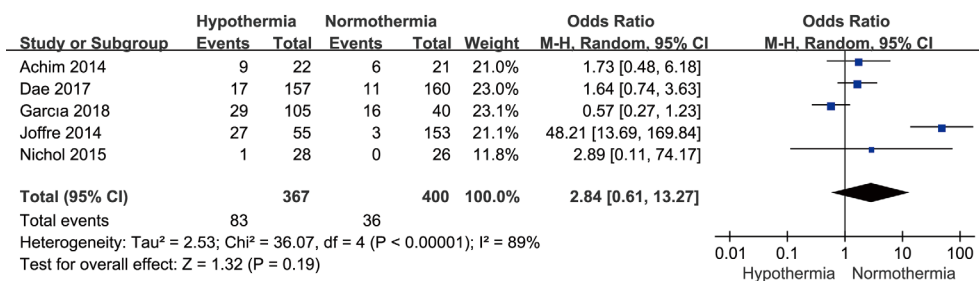 Hypothermia Normothermia Odds Ratio Odds Ratio
Study or Subgroup Events Total Events Total Weight M-H, Random, 95% CI M-H, Random, 95% CI
Achim 2014 9 22 6 21 21.0% 1.73 [0.48, 6.18]
Dae 2017 17 157 11 160 23.0% 1.64 [0.74, 3.63]
Garcıa 2018 29 105 16 40 23.1% 0.57 [0.27, 1.23]
Joffre 2014 27 55 3 153 21.1% 48.21 [13.69, 169.84]
Nichol 2015 1 28 0 26 11.8% 2.89 [0.11, 74.17]
Total (95% CI) 367 400 100.0% 2.84 [0.61, 13.27]
Total events 83 36
Heterogeneity: Tau² = 2.53; Chi² = 36.07, df = 4 (P < 0.00001); I² = 89%
Test for overall effect: Z = 1.32 (P = 0.19)
0.01 0.1 1 10 100
Hypothermia Normothermia